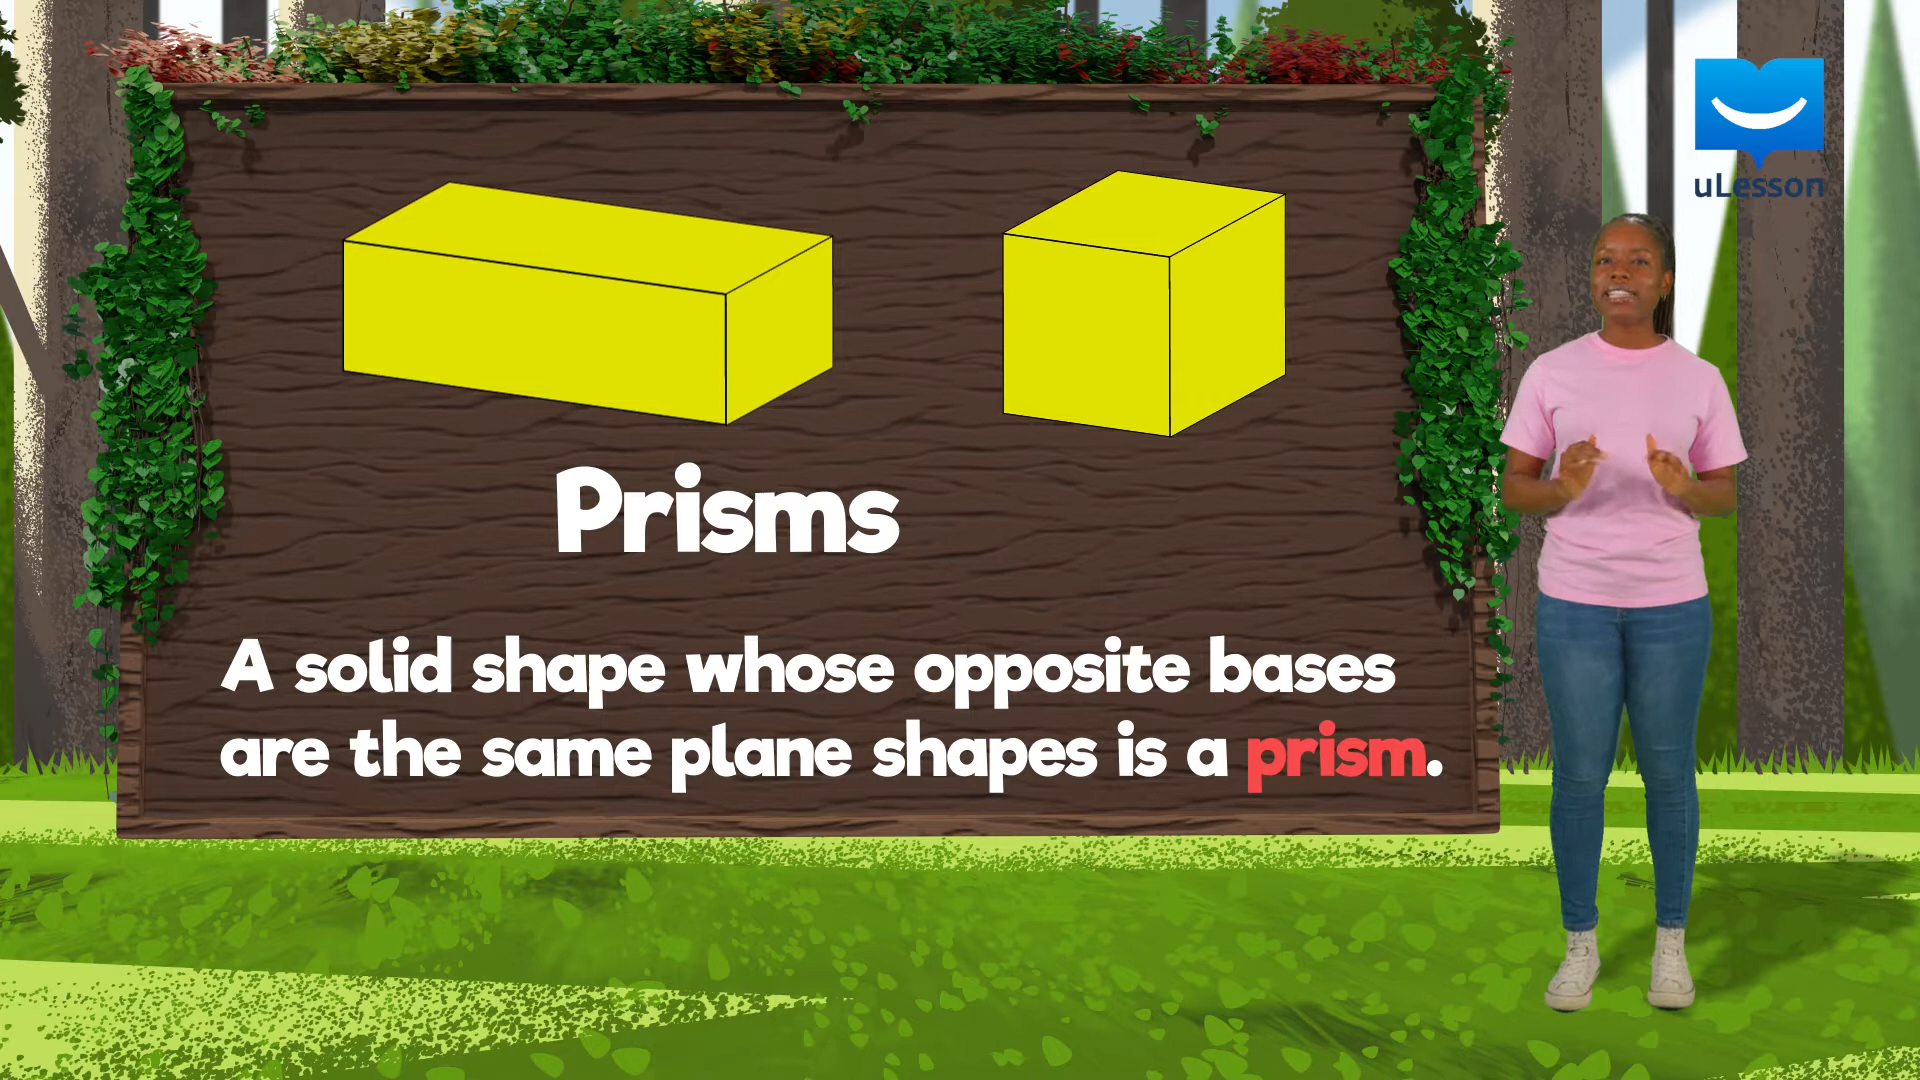 uLesson
Prisms
A solid shape whose opposite bases
are the same plane shapes is a prism.